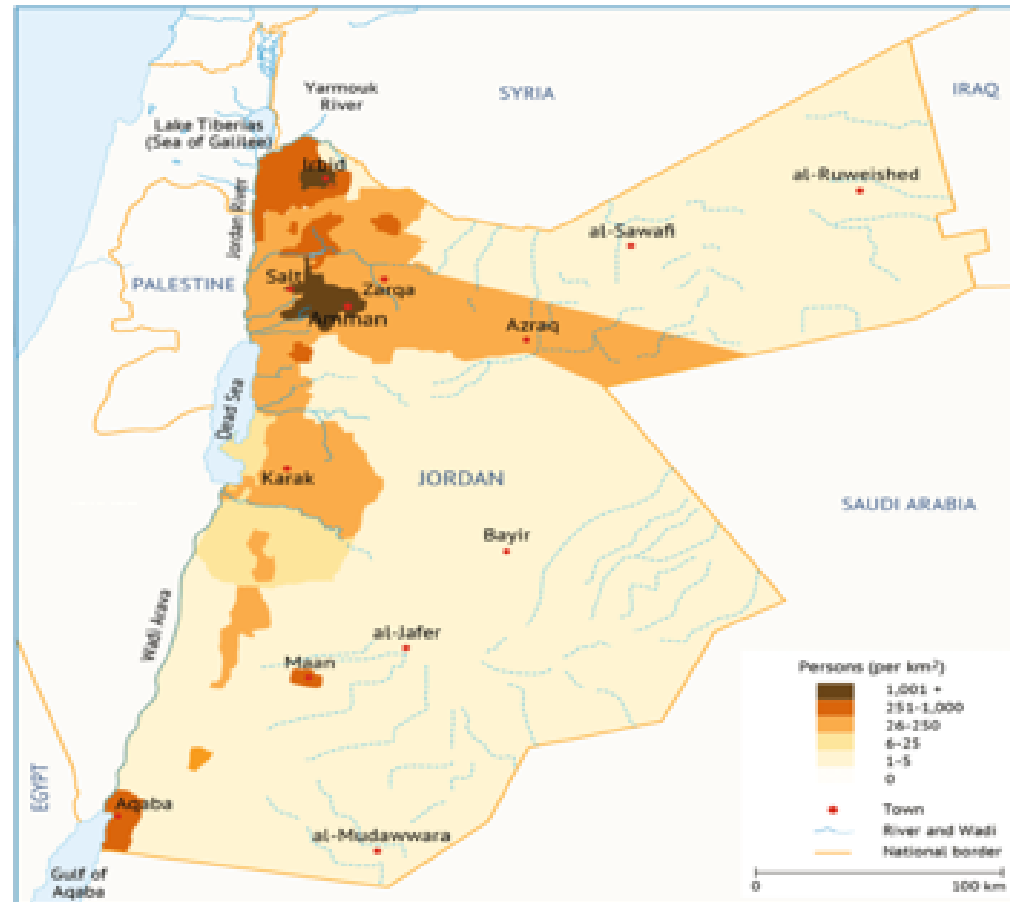 Yarmouk
River
SYRIA
IRAQ
Lake Tiberias
(Sea of Galilee)
Irbid
al-Ruweished
Jordan River
al-Sawafi
PALESTINE
Salt
Zarqa
Amman
Azraq
Dead Sea
Karak
JORDAN
SAUDI ARABIA
Bayir
Wadi Arava
al-Jafer
Maan
EGYPT
Aqaba
al-Mudawwara
Gulf of
Aqaba
Persons (per km²)
1,001 +
251-1,000
26-250
6-25
1-5
0
Town
River and Wadi
National border
0 100 km